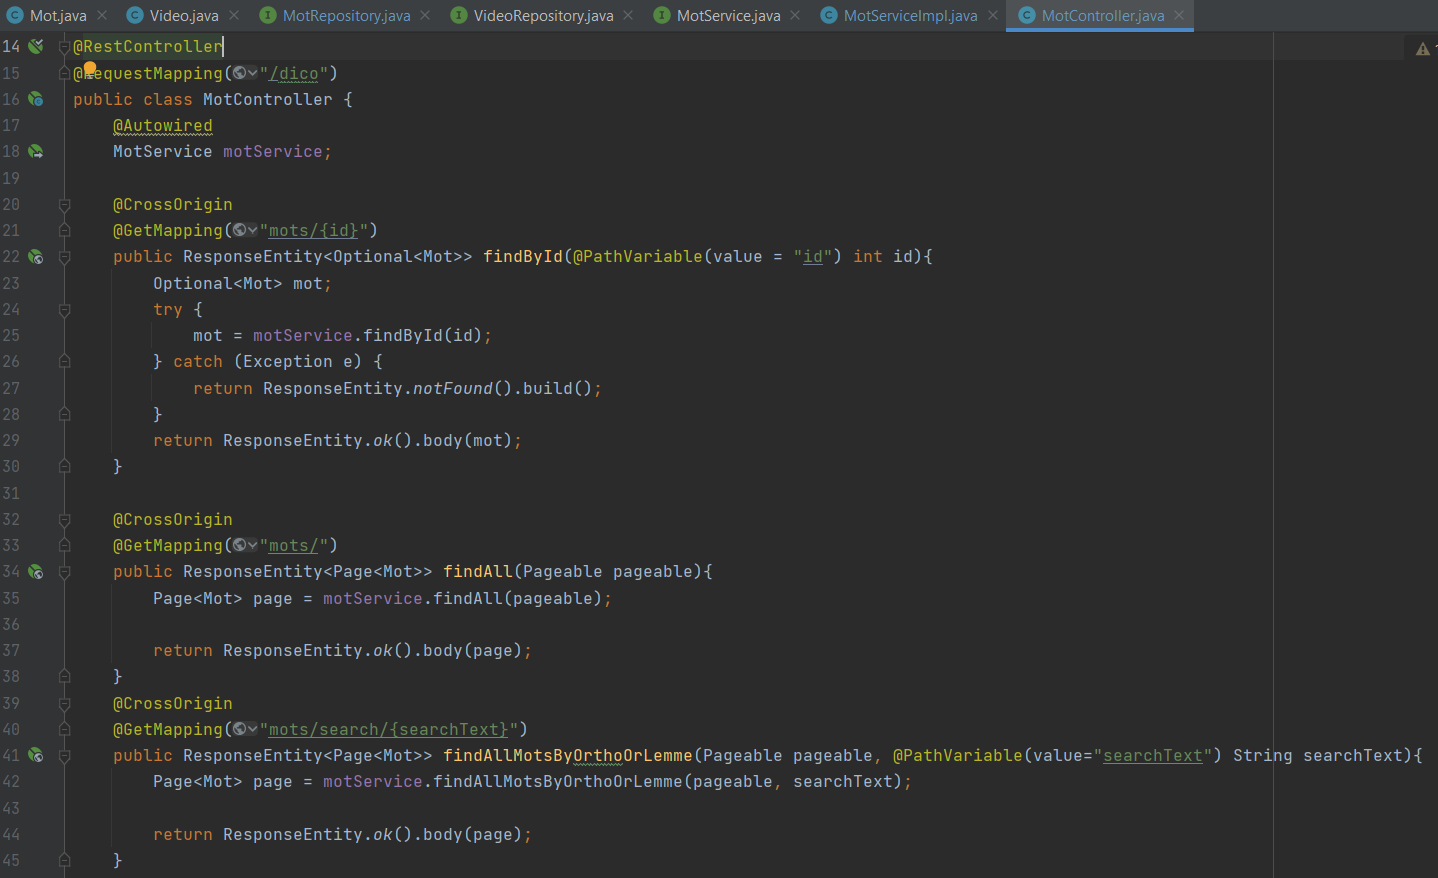 Mot.java Video.java MotRepository.java VideoRepository.java MotService.java MotServiceImpl.java MotController.java
14 @RestController
15 @RequestMapping("/dico")
16 public class MotController {
17 @Autowired
18 MotService motService;
19
20 @CrossOrigin
21 @GetMapping("mots/{id}")
22 public ResponseEntity<Optional<Mot>> findById(@PathVariable(value = "id") int id){
23 Optional<Mot> mot;
24 try {
25 mot = motService.findById(id);
26 } catch (Exception e) {
27 return ResponseEntity.notFound().build();
28 }
29 return ResponseEntity.ok().body(mot);
30 }
31
32 @CrossOrigin
33 @GetMapping("mots/")
34 public ResponseEntity<Page<Mot>> findAll(Pageable pageable){
35 Page<Mot> page = motService.findAll(pageable);
36
37 return ResponseEntity.ok().body(page);
38 }
39 @CrossOrigin
40 @GetMapping("mots/search/{searchText}")
41 public ResponseEntity<Page<Mot>> findAllMotsByOrthoOrLemme(Pageable pageable, @PathVariable(value="searchText") String searchText){
42 Page<Mot> page = motService.findAllMotsByOrthoOrLemme(pageable, searchText);
43
44 return ResponseEntity.ok().body(page);
45 }